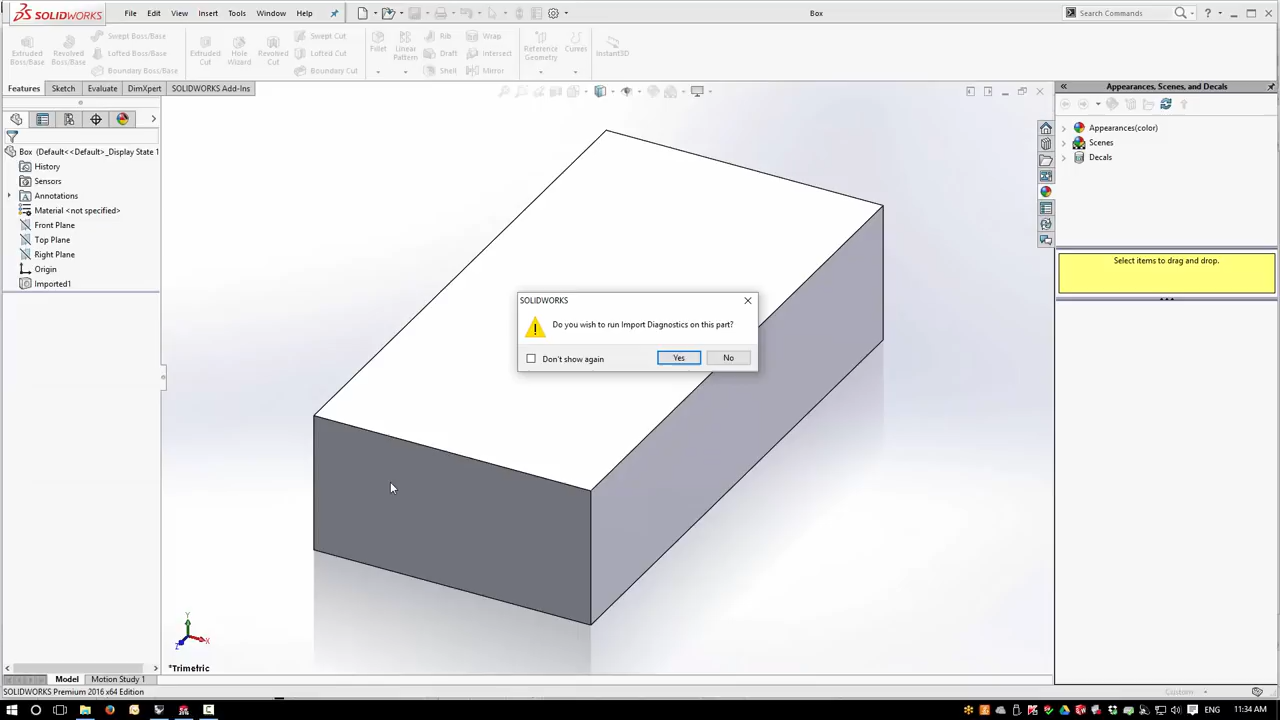 SOLIDWORKS
File Edit View Insert Tools Window Help
Box
Search Commands
Extruded Boss/Base
Revolved Boss/Base
Swept Boss/Base
Lofted Boss/Base
Boundary Boss/Base
Extruded Cut
Hole Wizard
Revolved Cut
Swept Cut
Lofted Cut
Boundary Cut
Fillet
Linear Pattern
Rib
Draft
Shell
Wrap
Intersect
Mirror
Reference Geometry
Curves
Instant3D
Features Sketch Evaluate DimXpert SOLIDWORKS Add-Ins
Appearances, Scenes, and Decals
Appearances(color)
Scenes
Decals
Select items to drag and drop.
Box (Default<<Default>_Display State 1
History
Sensors
Annotations
Material <not specified>
Front Plane
Top Plane
Right Plane
Origin
Imported1
SOLIDWORKS
Do you wish to run Import Diagnostics on this part?
Don't show again
Yes
No
Y
X
Z
*Trimetric
Model Motion Study 1
SOLIDWORKS Premium 2016 x64 Edition
Custom
ENG
11:34 AM